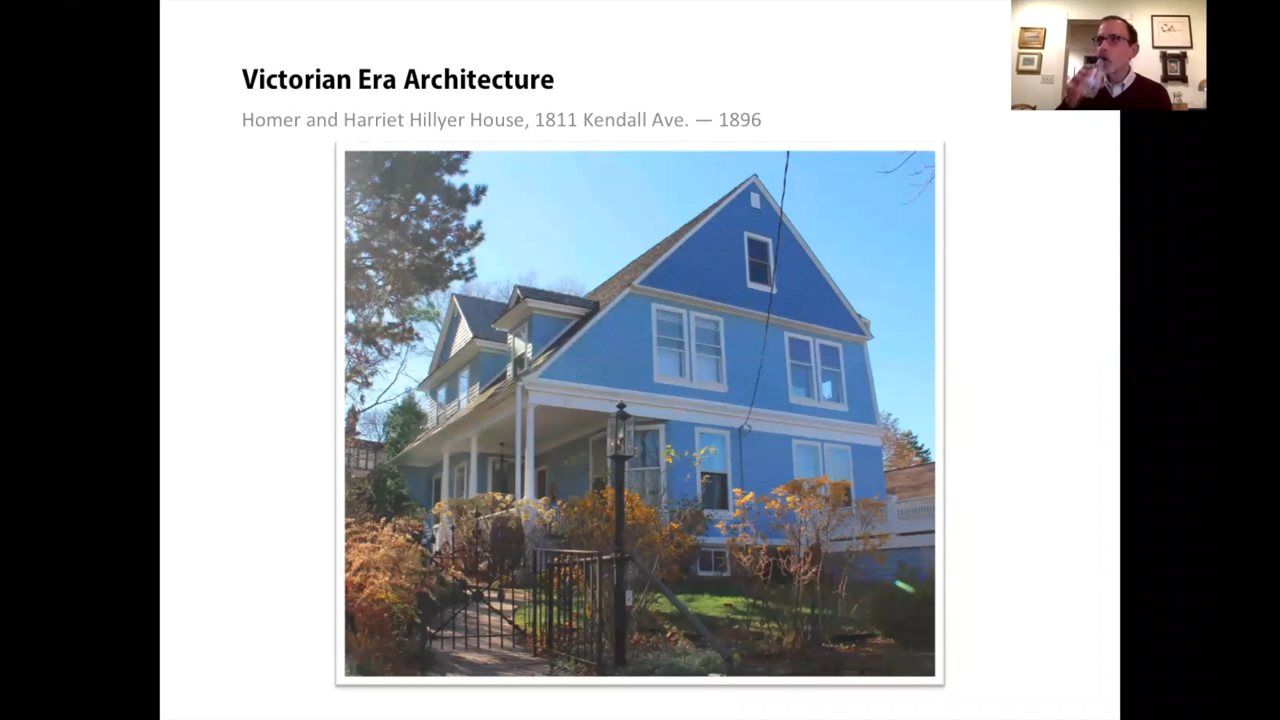 Victorian Era Architecture
Homer and Harriet Hillyer House, 1811 Kendall Ave. — 1896